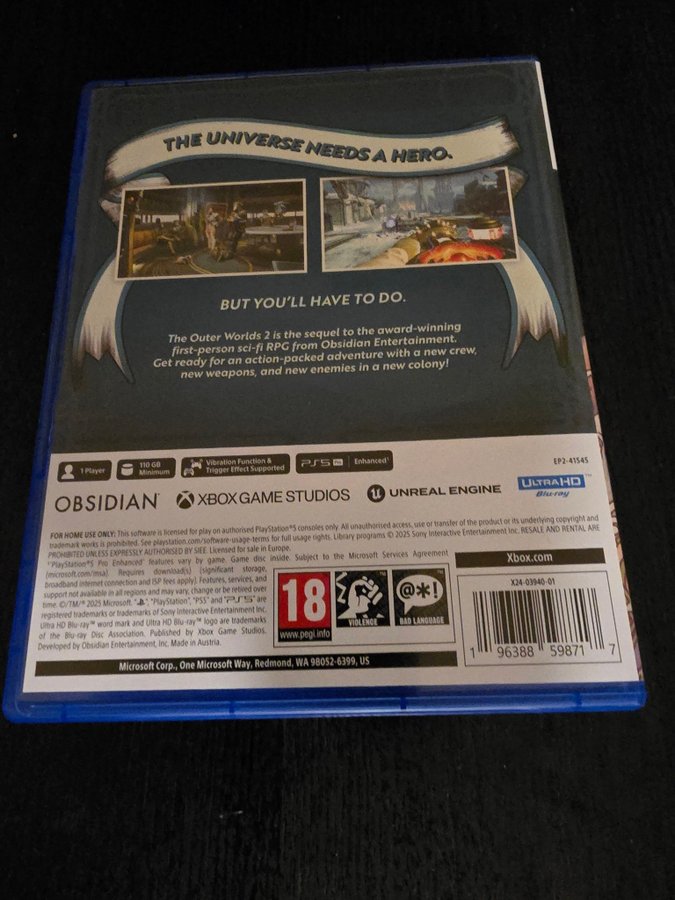 THE UNIVERSE NEEDS A HERO.
BUT YOU'LL HAVE TO DO.
The Outer Worlds 2 is the sequel to the award-winning
first-person sci-fi RPG from Obsidian Entertainment.
Get ready for an action-packed adventure with a new crew,
new weapons, and new enemies in a new colony!
1 Player
110 GB
Minimum
Vibration Function &
Trigger Effect Supported
PS5 Pro Enhanced*
EP2-41545
OBSIDIAN
XBOX GAME STUDIOS
UNREAL ENGINE
ULTRA HD
Blu-ray™
FOR HOME USE ONLY: This software is licensed for play on authorised PlayStation®5 consoles only. All unauthorised access, use or transfer of the product or its underlying copyright and
trademark works is prohibited. See playstation.com/software-usage-terms for full usage rights. Library programs © 2025 Sony Interactive Entertainment Inc. RESALE AND RENTAL ARE
PROHIBITED UNLESS EXPRESSLY AUTHORISED BY SIEE. Licensed for sale in Europe.
*"PlayStation®5 Pro Enhanced" features vary by game. Game disc inside. Subject to the Microsoft Services Agreement
(microsoft.com/msa). Requires download(s) (significant storage,
broadband internet connection and ISP fees apply). Features, services, and
support not available in all regions and may vary, change or be retired over
time. ©/TM/® 2025 Microsoft. "PlayStation", "PS5" and "PS5" are
registered trademarks or trademarks of Sony Interactive Entertainment Inc.
Ultra HD Blu-ray™ word mark and Ultra HD Blu-ray™ logo are trademarks
of the Blu-ray Disc Association. Published by Xbox Game Studios.
Developed by Obsidian Entertainment, Inc. Made in Austria.
18
www.pegi.info
VIOLENCE
@*!
BAD LANGUAGE
Xbox.com
X24-03940-01
1 96388 59871 7
Microsoft Corp., One Microsoft Way, Redmond, WA 98052-6399, US